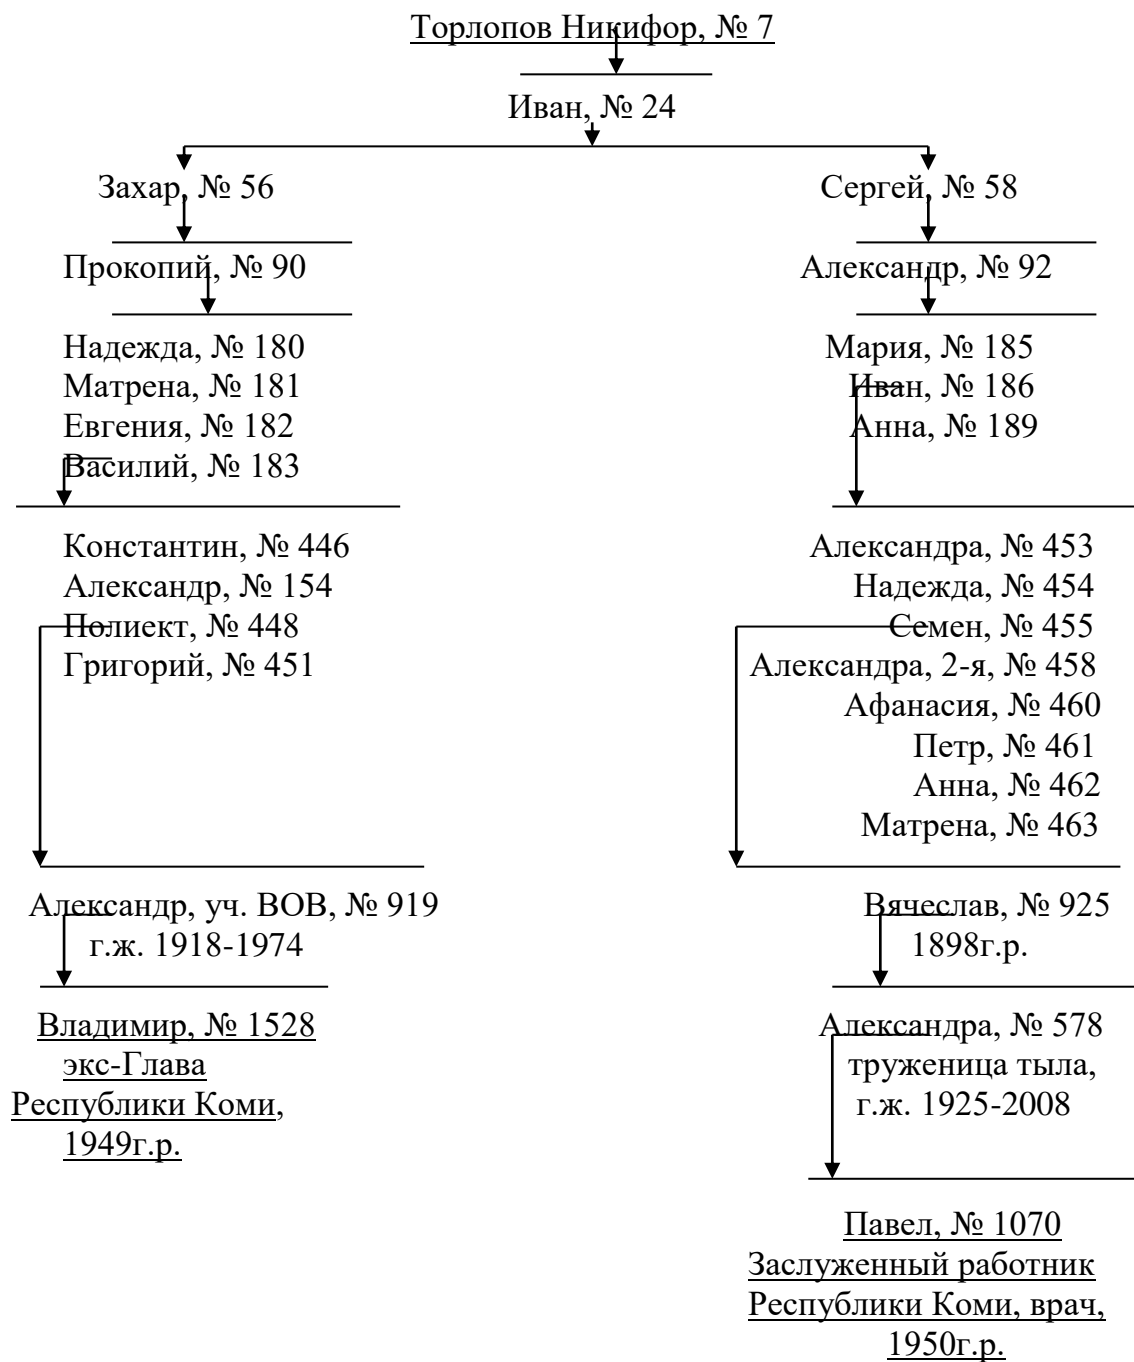 Торлопов Никифор, № 7
Иван, № 24
Захар, № 56
Сергей, № 58
Прокопий, № 90
Александр, № 92
Надежда, № 180
Матрена, № 181
Евгения, № 182
Василий, № 183
Мария, № 185
Иван, № 186
Анна, № 189
Константин, № 446
Александр, № 154
Полиект, № 448
Григорий, № 451
Александра, № 453
Надежда, № 454
Семен, № 455
Александра, 2-я, № 458
Афанасия, № 460
Петр, № 461
Анна, № 462
Матрена, № 463
Александр, уч. ВОВ, № 919
г.ж. 1918-1974
Вячеслав, № 925
1898г.р.
Владимир, № 1528
экс-Глава
Республики Коми,
1949г.р.
Александра, № 578
труженица тыла,
г.ж. 1925-2008
Павел, № 1070
Заслуженный работник
Республики Коми, врач,
1950г.р.